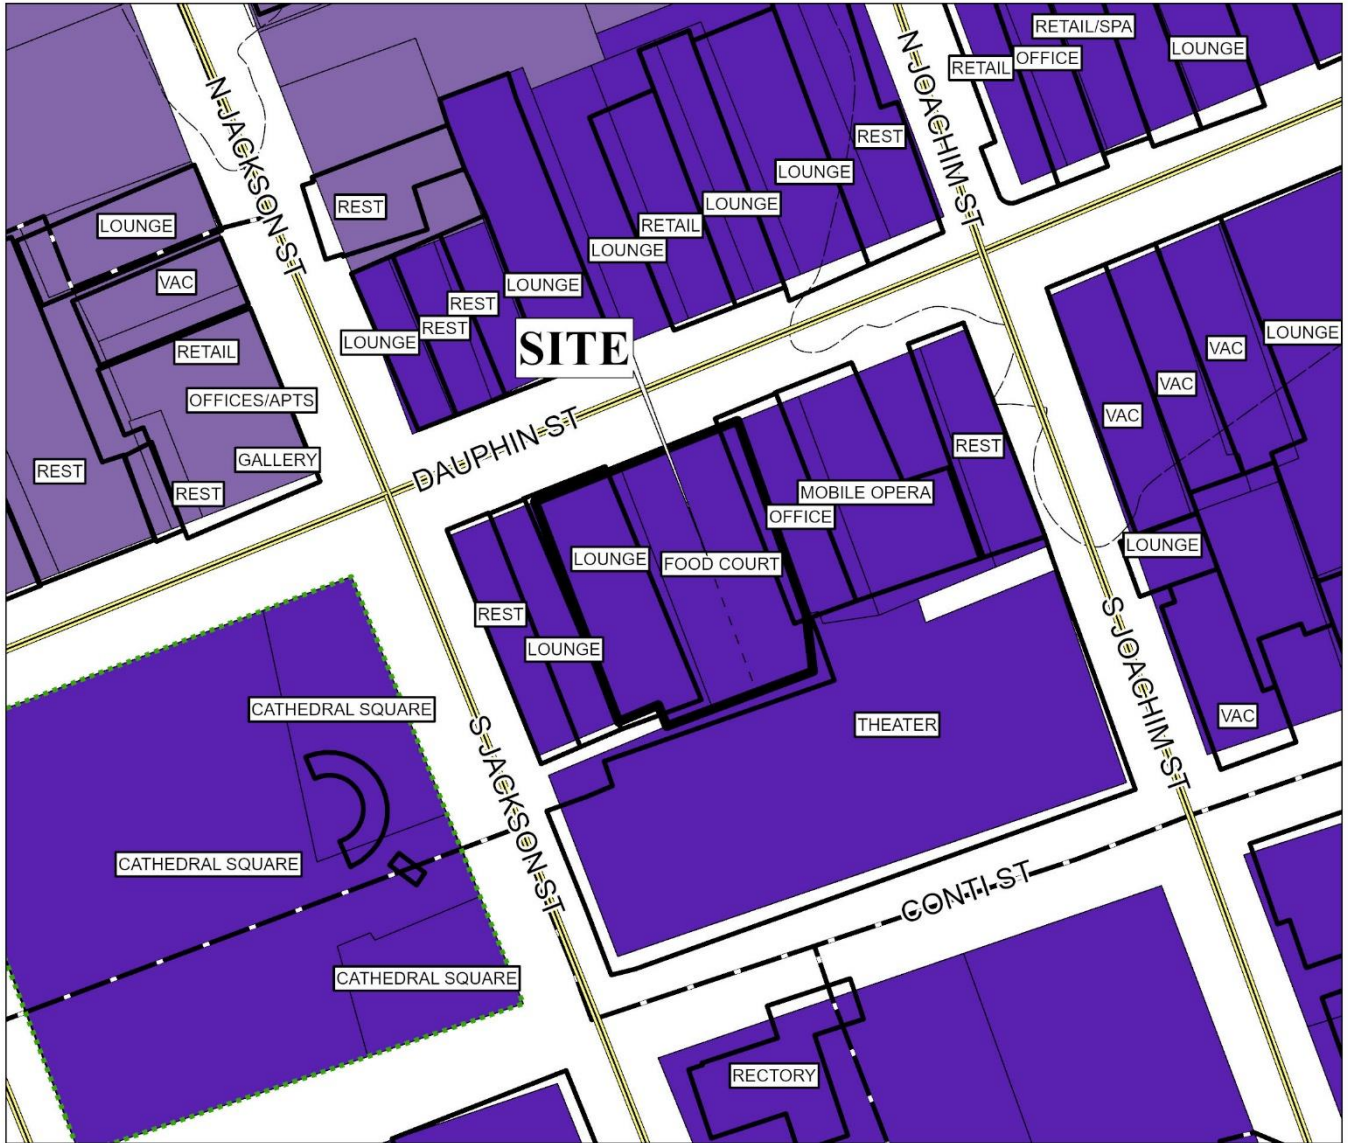 RETAIL/SPA
LOUNGE
OFFICE
RETAIL
N JACKSON ST
N JOACHIM ST
REST
LOUNGE
REST
LOUNGE
RETAIL
LOUNGE
LOUNGE
VAC
LOUNGE
REST
REST
LOUNGE
SITE
RETAIL
LOUNGE
VAC
VAC
VAC
OFFICES/APTS
DAUPHIN ST
GALLERY
REST
REST
REST
MOBILE OPERA
OFFICE
LOUNGE
FOOD COURT
LOUNGE
REST
LOUNGE
S JOACHIM ST
CATHEDRAL SQUARE
THEATER
VAC
S JACKSON ST
CATHEDRAL SQUARE
CONTI ST
CATHEDRAL SQUARE
RECTORY